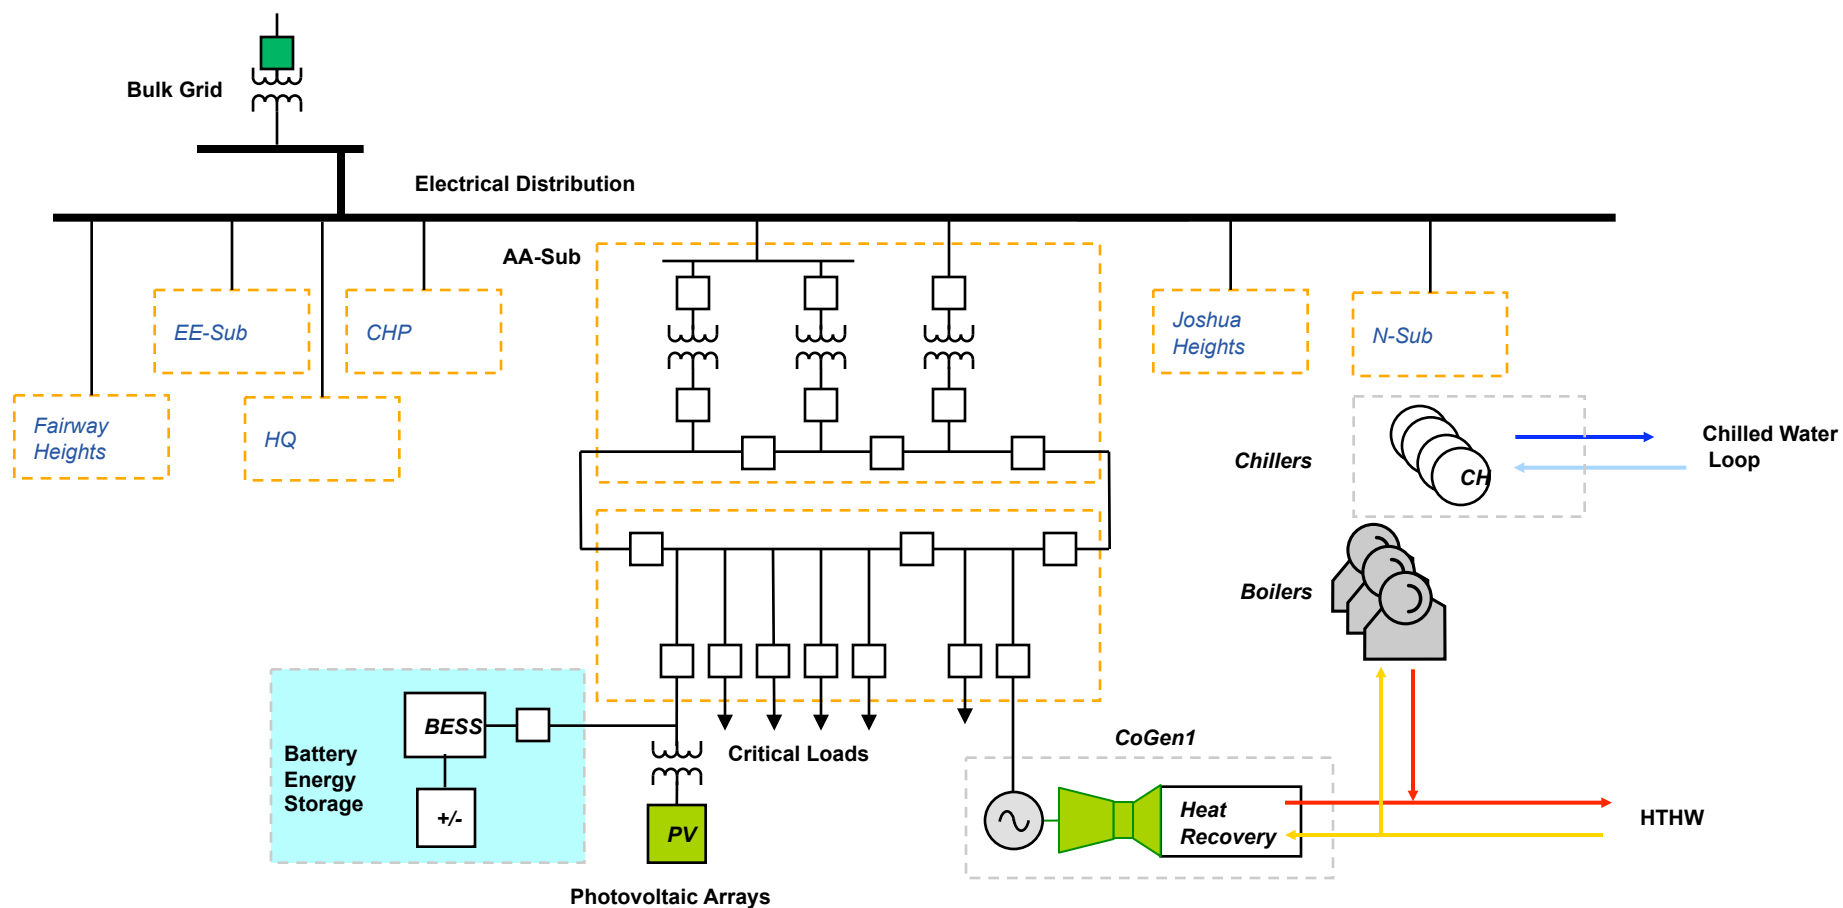 Bulk Grid
Electrical Distribution
AA-Sub
EE-Sub
CHP
Joshua
Heights
N-Sub
Fairway
Heights
HQ
Chillers
CH
Chilled Water
Loop
Boilers
BESS
Battery
Energy
Storage
+/-
Critical Loads
PV
Photovoltaic Arrays
CoGen1
Heat
Recovery
HTHW